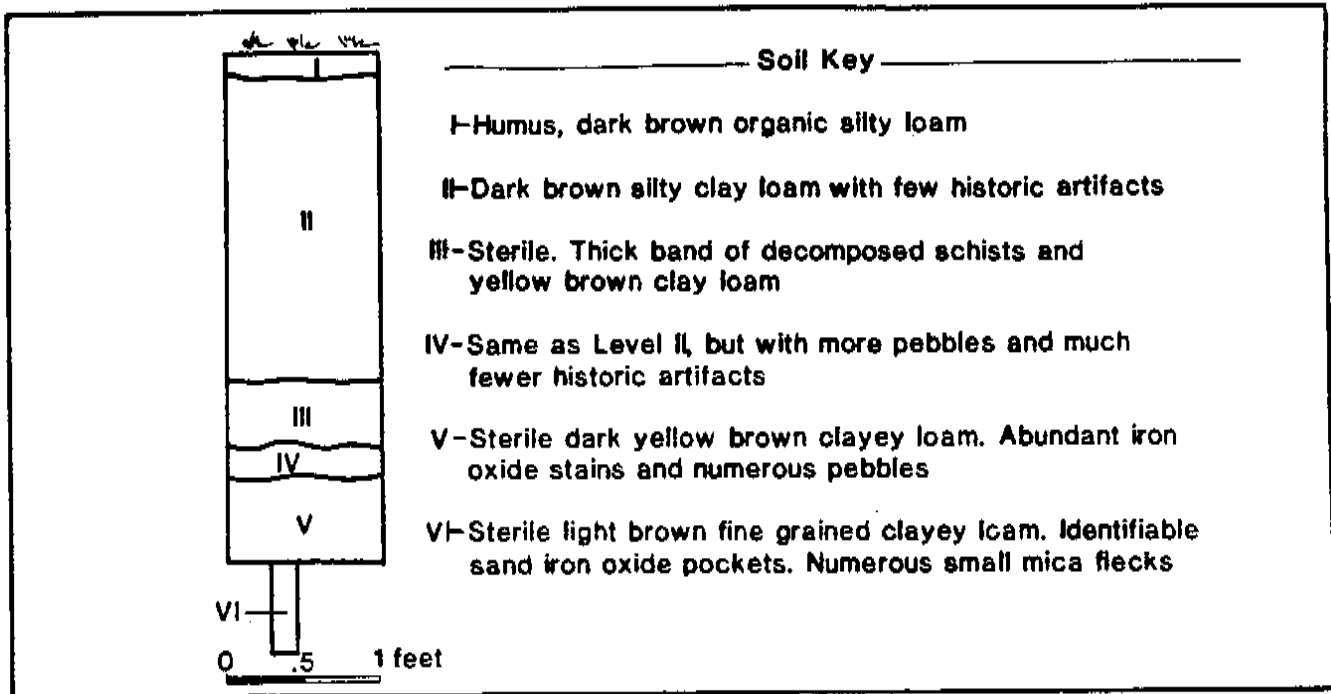 Soil Key
I-Humus, dark brown organic silty loam
II-Dark brown silty clay loam with few historic artifacts
III-Sterile. Thick band of decomposed schists and
yellow brown clay loam
IV-Same as Level II, but with more pebbles and much
fewer historic artifacts
V-Sterile dark yellow brown clayey loam. Abundant iron
oxide stains and numerous pebbles
VI-Sterile light brown fine grained clayey loam. Identifiable
sand iron oxide pockets. Numerous small mica flecks
I
II
III
IV
V
VI
0 .5 1 feet